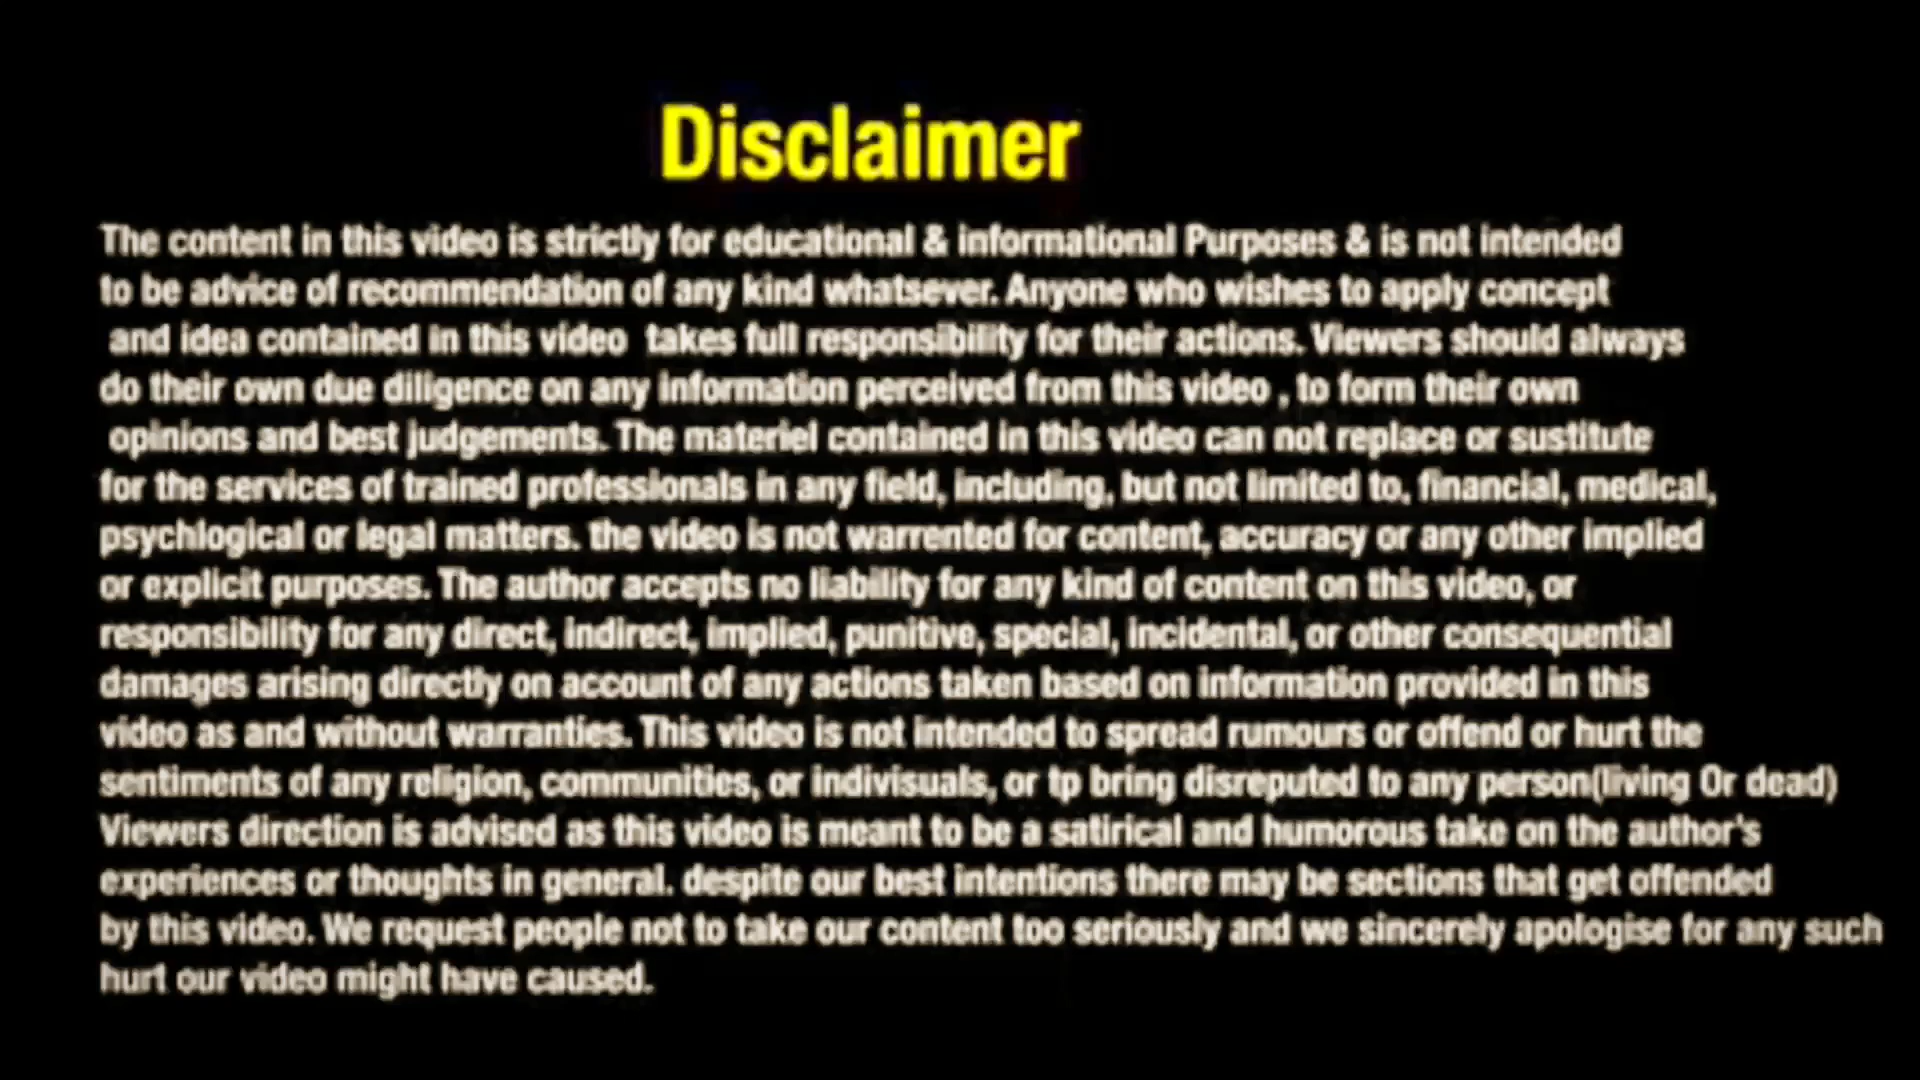 Disclaimer
The content in this video is strictly for educational & informational Purposes & is not intended
to be advice of recommendation of any kind whatsever. Anyone who wishes to apply concept
and idea contained in this video takes full responsibility for their actions. Viewers should always
do their own due diligence on any information perceived from this video , to form their own
opinions and best judgements. The materiel contained in this video can not replace or sustitute
for the services of trained professionals in any field, including, but not limited to, financial, medical,
psychlogical or legal matters. the video is not warrented for content, accuracy or any other implied
or explicit purposes. The author accepts no liability for any kind of content on this video, or
responsibility for any direct, indirect, implied, punitive, special, incidental, or other consequential
damages arising directly on account of any actions taken based on information provided in this
video as and without warranties. This video is not intended to spread rumours or offend or hurt the
sentiments of any religion, communities, or indivisuals, or tp bring disreputed to any person(living Or dead)
Viewers direction is advised as this video is meant to be a satirical and humorous take on the author's
experiences or thoughts in general. despite our best intentions there may be sections that get offended
by this video. We request people not to take our content too seriously and we sincerely apologise for any such
hurt our video might have caused.